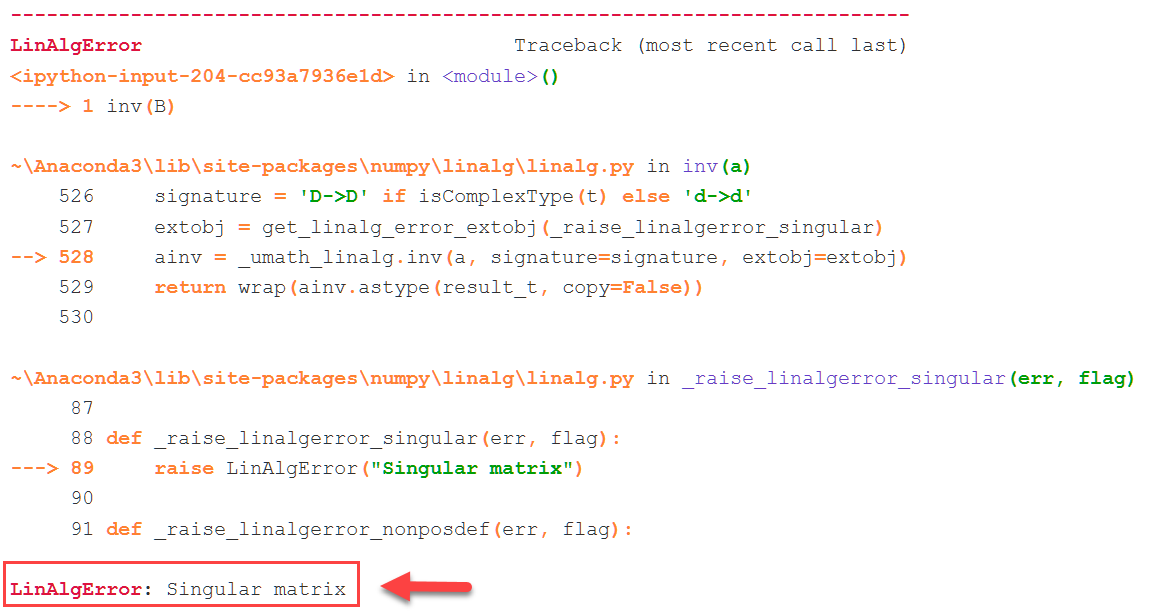 ---------------------------------------------------------------------------
LinAlgError                               Traceback (most recent call last)
<ipython-input-204-cc93a7936e1d> in <module>()
----> 1 inv(B)
~\Anaconda3\lib\site-packages\numpy\linalg\linalg.py in inv(a)
    526     signature = 'D->D' if isComplexType(t) else 'd->d'
    527     extobj = get_linalg_error_extobj(_raise_linalgerror_singular)
--> 528     ainv = _umath_linalg.inv(a, signature=signature, extobj=extobj)
    529     return wrap(ainv.astype(result_t, copy=False))
    530
~\Anaconda3\lib\site-packages\numpy\linalg\linalg.py in _raise_linalgerror_singular(err, flag)
     87
     88 def _raise_linalgerror_singular(err, flag):
---> 89     raise LinAlgError("Singular matrix")
     90
     91 def _raise_linalgerror_nonposdef(err, flag):
LinAlgError: Singular matrix